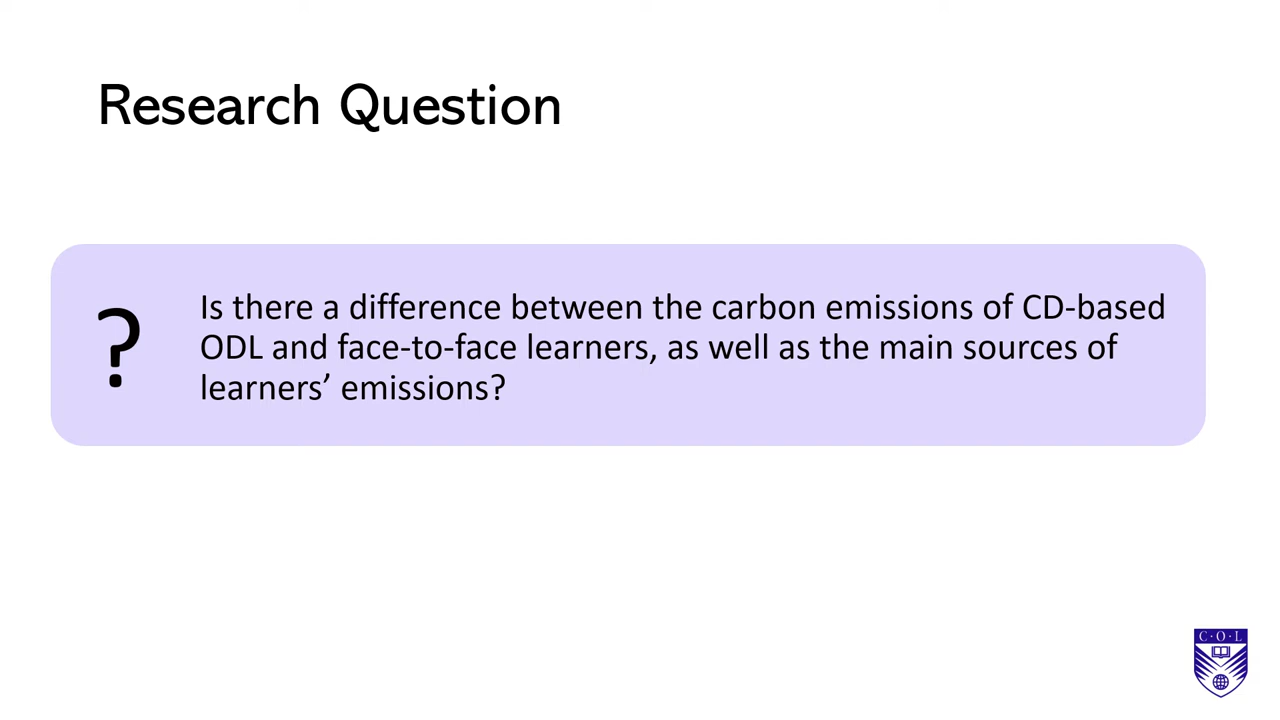 Research Question
?
Is there a difference between the carbon emissions of CD-based
ODL and face-to-face learners, as well as the main sources of
learners’ emissions?
C·O·L